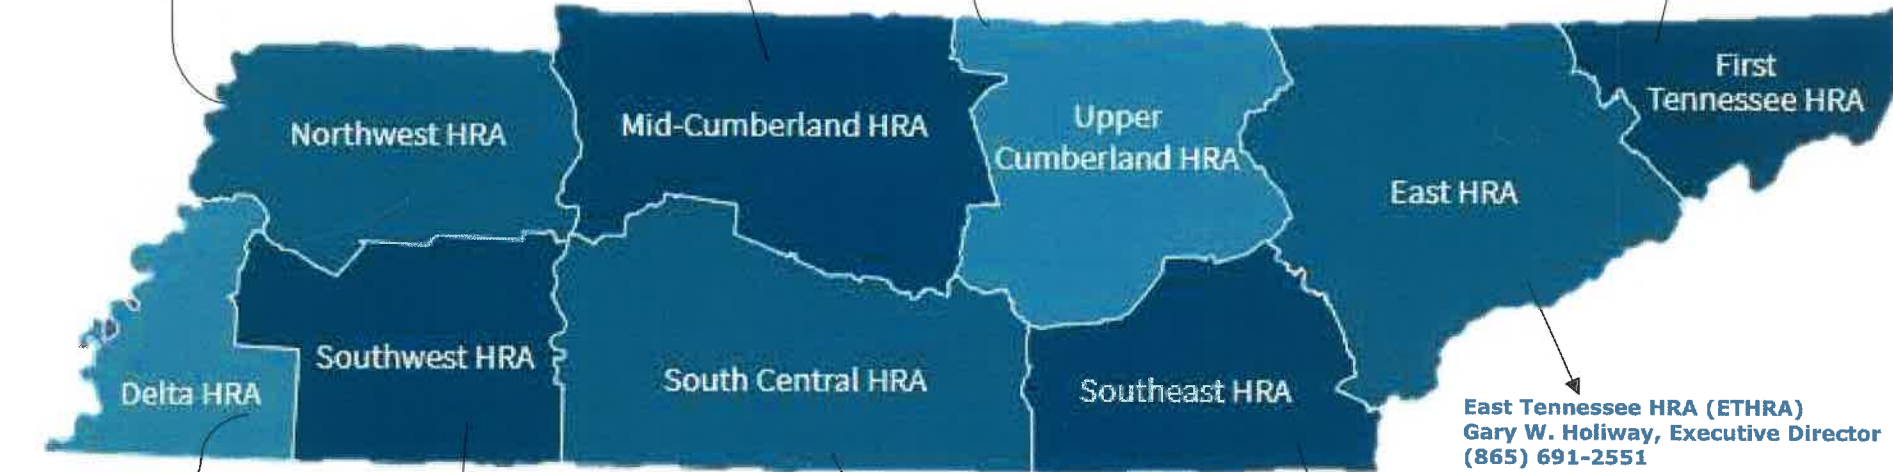 Northwest HRA
Mid-Cumberland HRA
Upper
Cumberland HRA
East HRA
First
Tennessee HRA
Delta HRA
Southwest HRA
South Central HRA
Southeast HRA
East Tennessee HRA (ETHRA)
Gary W. Holiway, Executive Director
(865) 691-2551